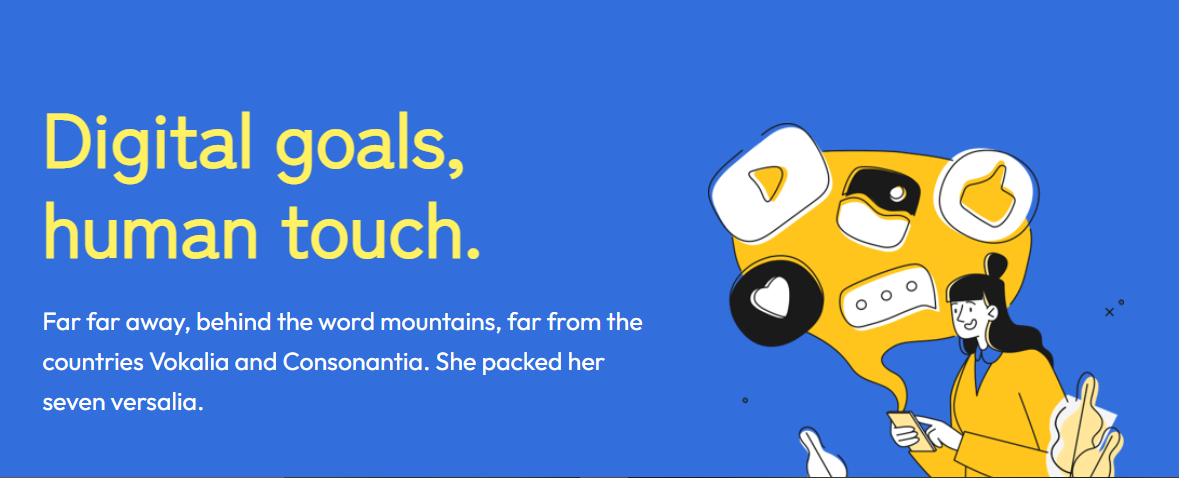 Digital goals,
human touch.
Far far away, behind the word mountains, far from the
countries Vokalia and Consonantia. She packed her
seven versalia.